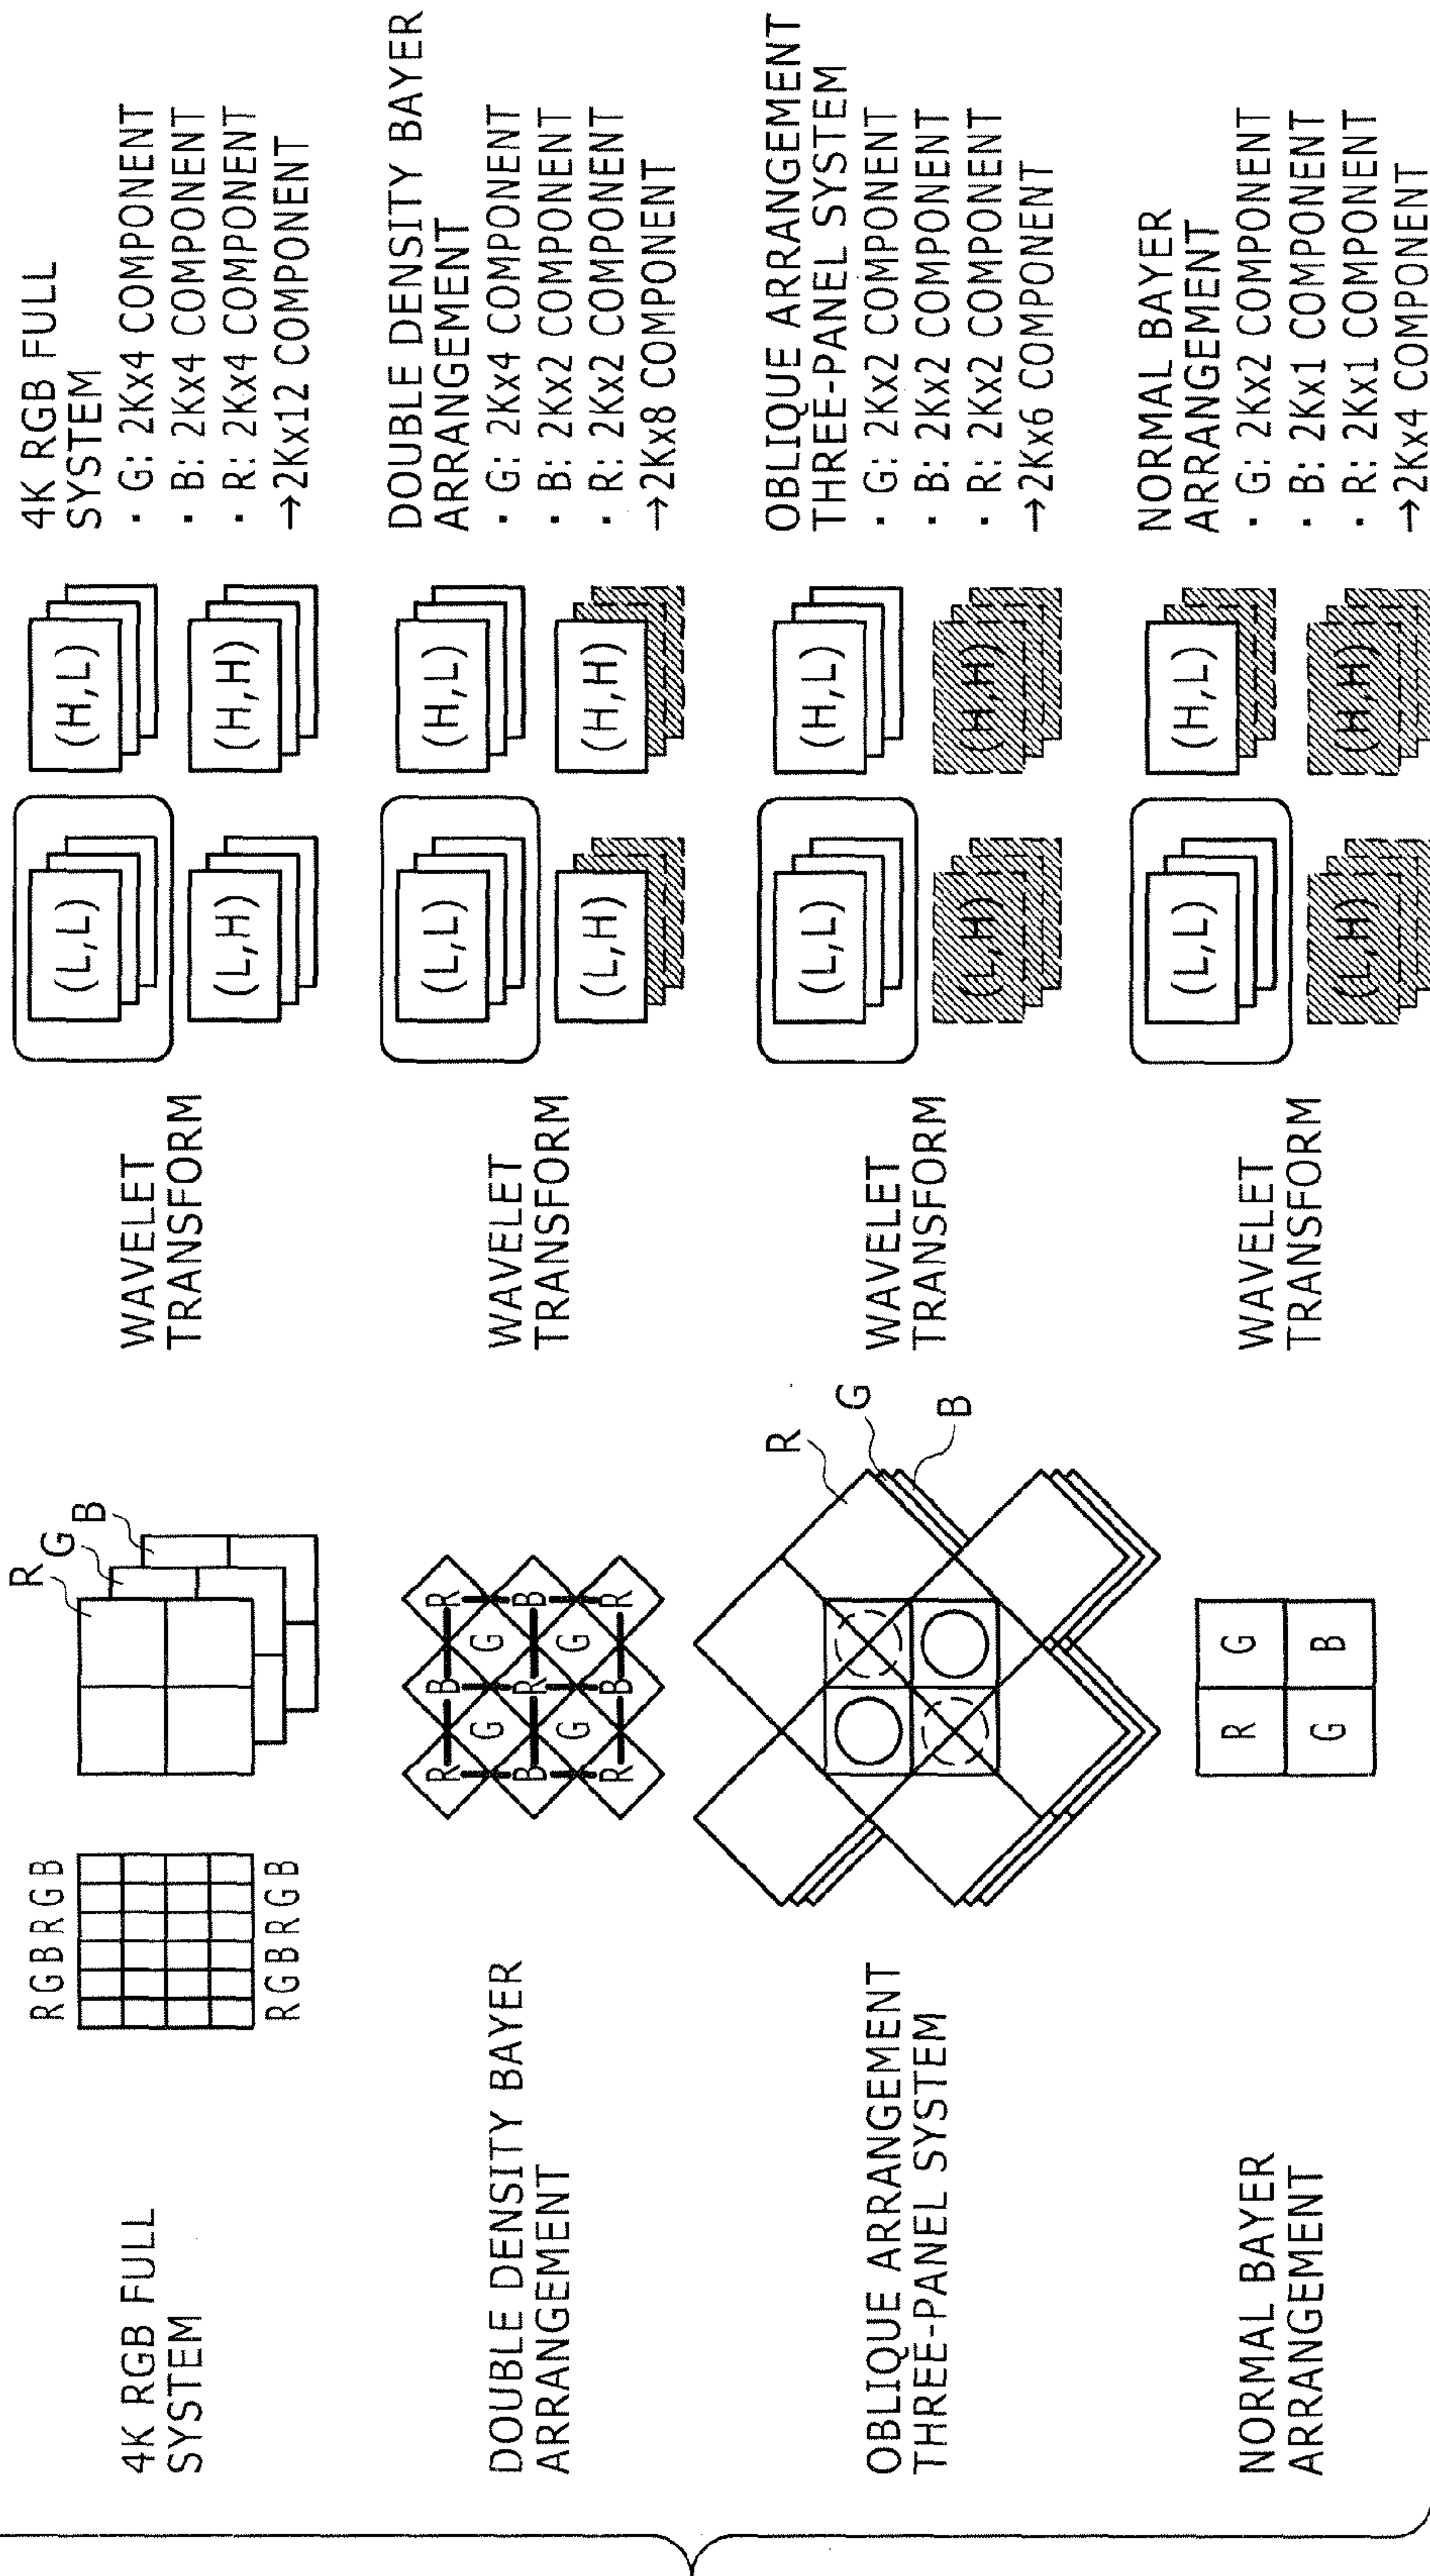 4K RGB FULL
SYSTEM
RGBRGB
RGBRGB
R
G
B
WAVELET
TRANSFORM
(L,L)
(H,L)
(L,H)
(H,H)
4K RGB FULL
SYSTEM
· G: 2Kx4 COMPONENT
· B: 2Kx4 COMPONENT
· R: 2Kx4 COMPONENT
→2Kx12 COMPONENT
DOUBLE DENSITY BAYER
ARRANGEMENT
R B R
G G
B R B
G G
R B R
WAVELET
TRANSFORM
(L,L)
(H,L)
(L,H)
(H,H)
DOUBLE DENSITY BAYER
ARRANGEMENT
· G: 2Kx4 COMPONENT
· B: 2Kx2 COMPONENT
· R: 2Kx2 COMPONENT
→2Kx8 COMPONENT
OBLIQUE ARRANGEMENT
THREE-PANEL SYSTEM
R
G
B
WAVELET
TRANSFORM
(L,L)
(H,L)
(L,H)
(H,H)
OBLIQUE ARRANGEMENT
THREE-PANEL SYSTEM
· G: 2Kx2 COMPONENT
· B: 2Kx2 COMPONENT
· R: 2Kx2 COMPONENT
→2Kx6 COMPONENT
NORMAL BAYER
ARRANGEMENT
R G
G B
WAVELET
TRANSFORM
(L,L)
(H,L)
(L,H)
(H,H)
NORMAL BAYER
ARRANGEMENT
· G: 2Kx2 COMPONENT
· B: 2Kx1 COMPONENT
· R: 2Kx1 COMPONENT
→2Kx4 COMPONENT